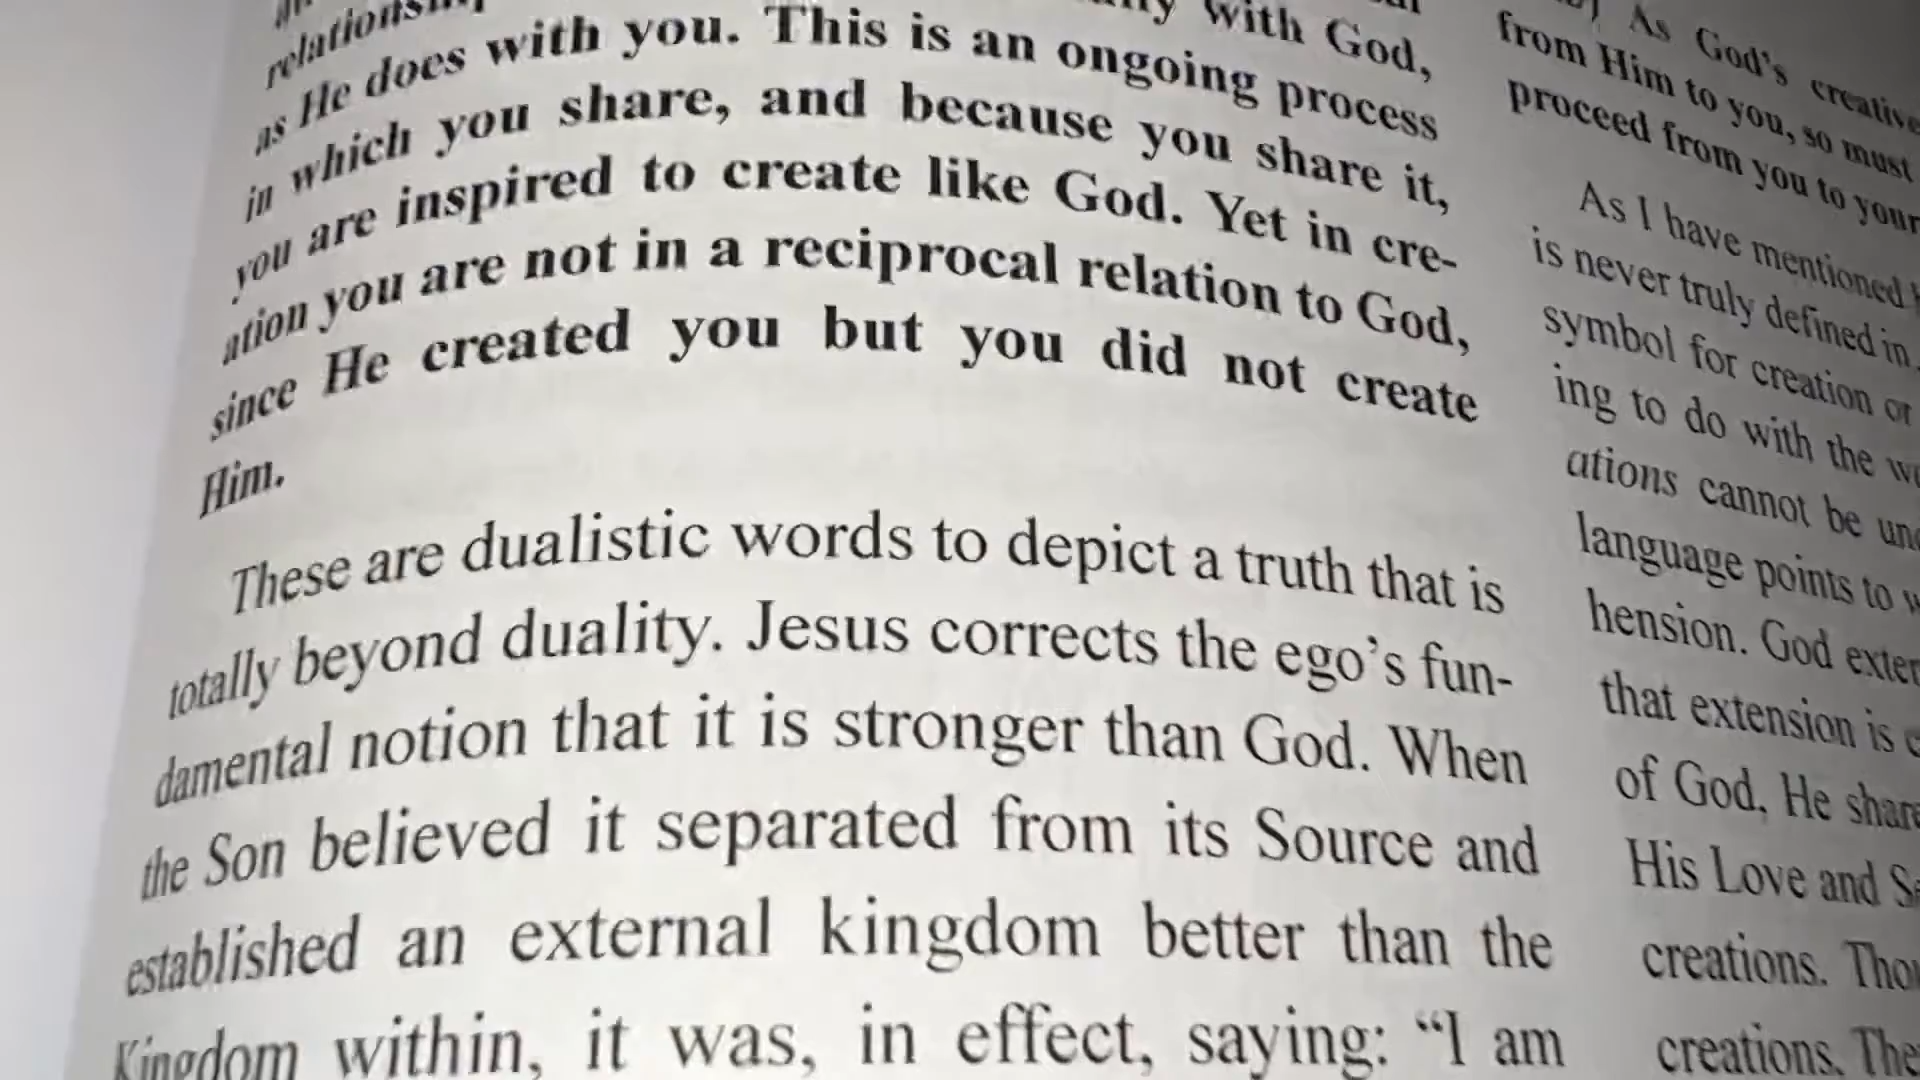 relationship
with God,
as He does with you. This is an ongoing process
in which you share, and because you share it,
you are inspired to create like God. Yet in cre-
ation you are not in a reciprocal relation to God,
since He created you but you did not create
Him.
These are dualistic words to depict a truth that is
totally beyond duality. Jesus corrects the ego's fun-
damental notion that it is stronger than God. When
the Son believed it separated from its Source and
established an external kingdom better than the
Kingdom within, it was, in effect, saying: “I am
As God's creative
from Him to you, so must
proceed from you to your
As I have mentioned
is never truly defined in
symbol for creation or
ing to do with the
ations cannot be
language points to
hension. God
that extension is
of God, He
His Love and
creations.
creations.